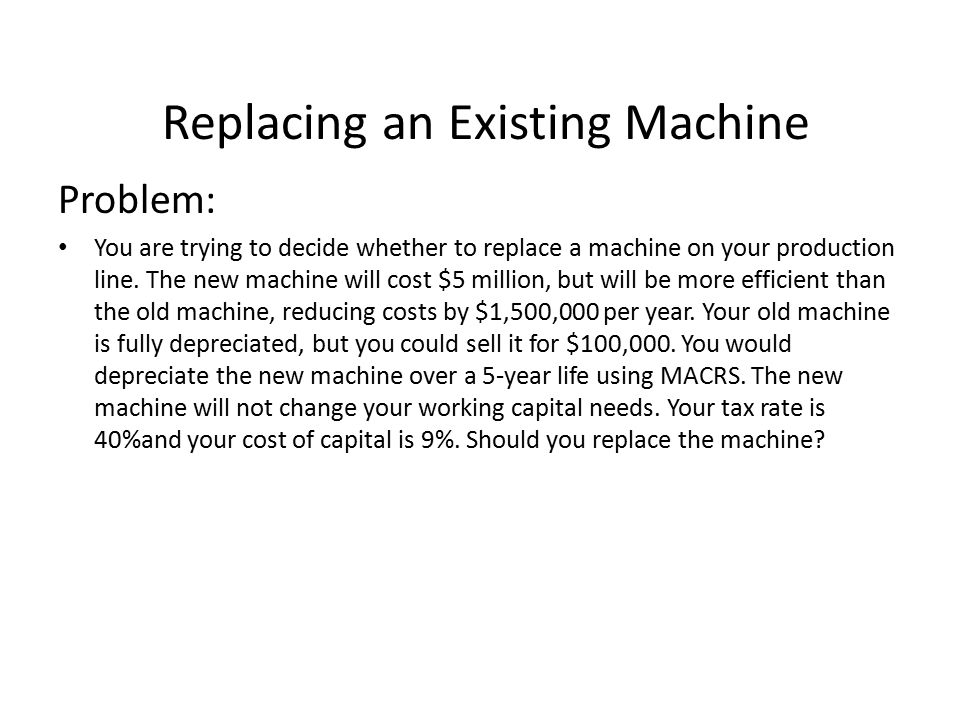 Replacing an Existing Machine
Problem:
• You are trying to decide whether to replace a machine on your production
line. The new machine will cost $5 million, but will be more efficient than
the old machine, reducing costs by $1,500,000 per year. Your old machine
is fully depreciated, but you could sell it for $100,000. You would
depreciate the new machine over a 5-year life using MACRS. The new
machine will not change your working capital needs. Your tax rate is
40%and your cost of capital is 9%. Should you replace the machine?